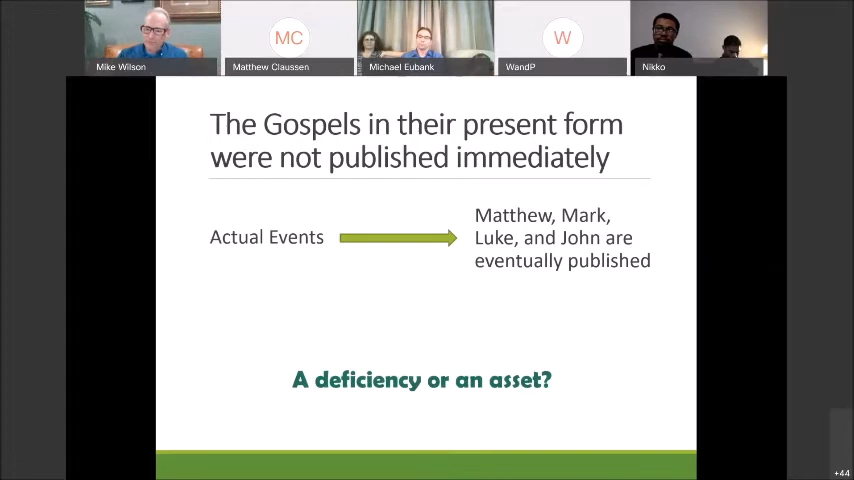 MC
W
Mike Wilson
Matthew Claussen
Michael Eubank
WandP
Nikko
The Gospels in their present form
were not published immediately
Actual Events
Matthew, Mark,
Luke, and John are
eventually published
A deficiency or an asset?
+44